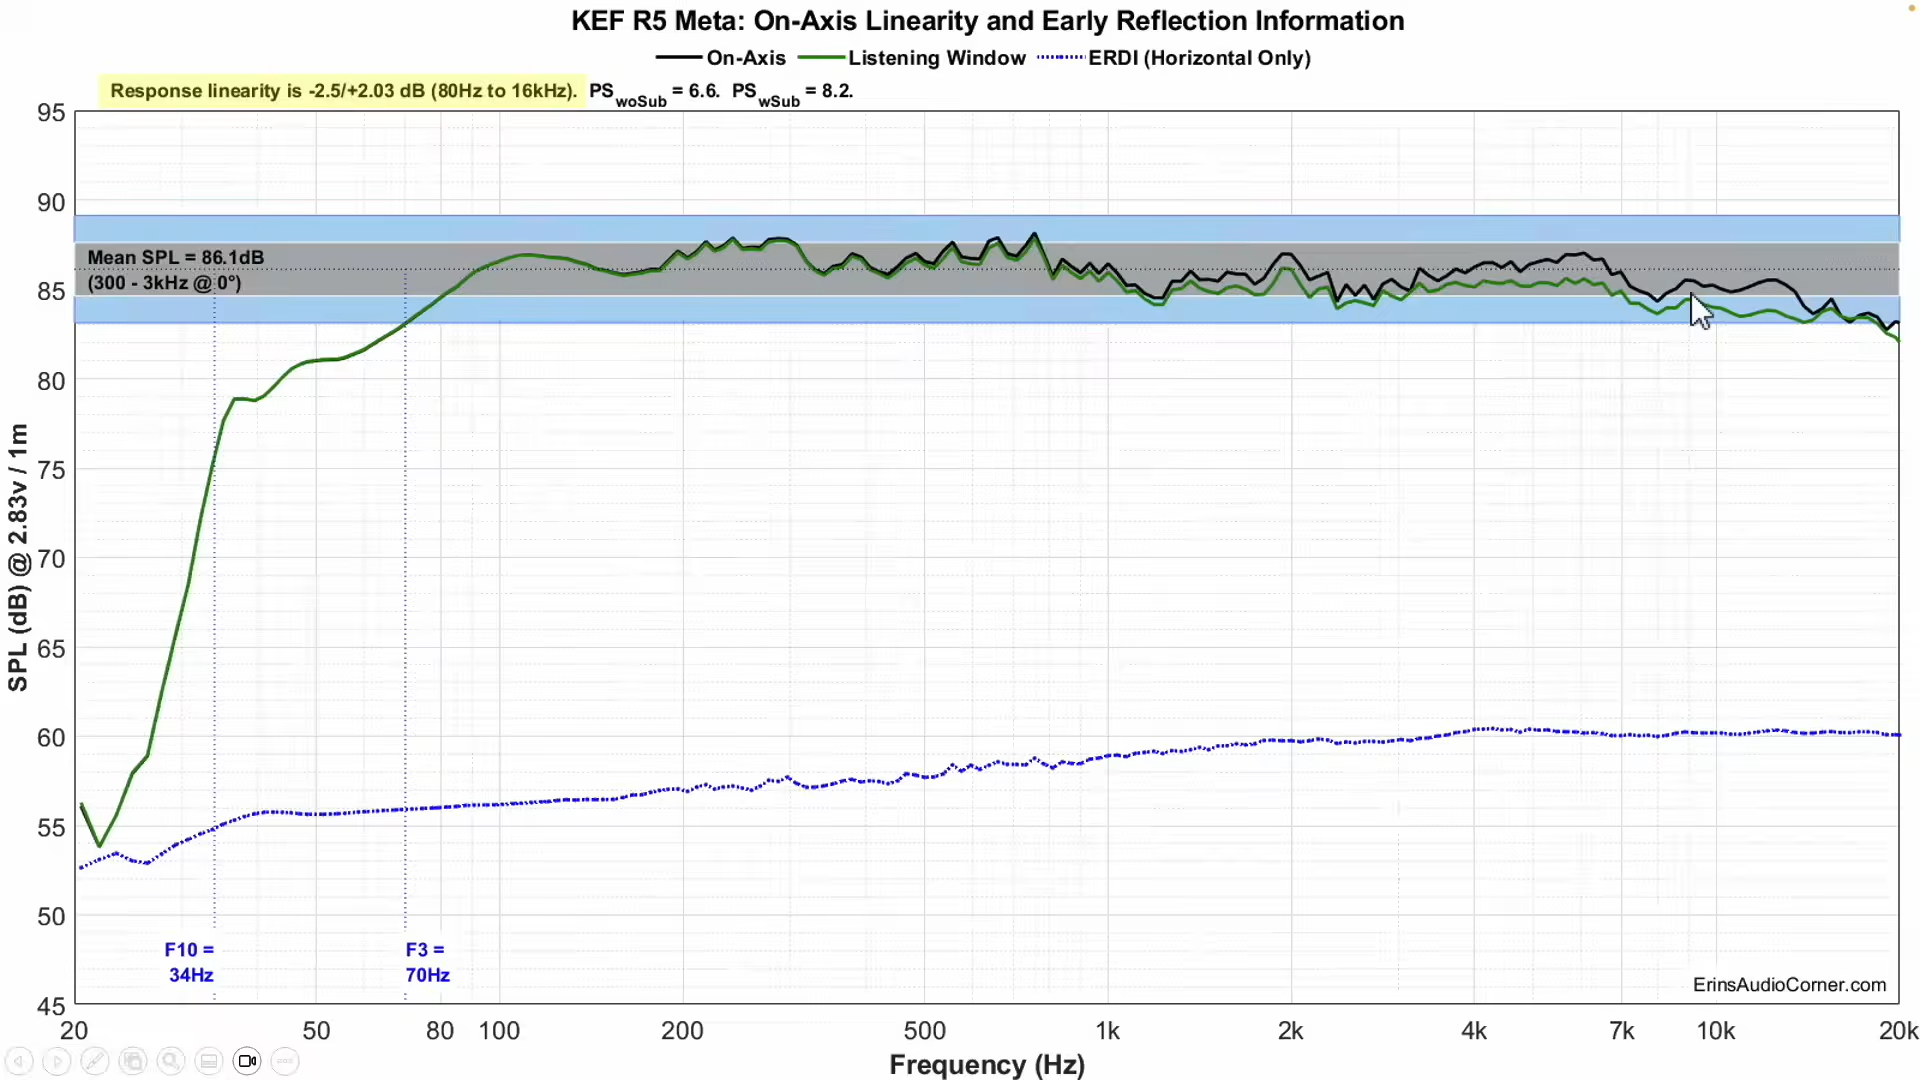 KEF R5 Meta: On-Axis Linearity and Early Reflection Information
On-Axis Listening Window ERDI (Horizontal Only)
Response linearity is -2.5/+2.03 dB (80Hz to 16kHz). PSwoSub = 6.6. PSwSub = 8.2.
95
90
85
80
75
70
65
60
55
50
45
SPL (dB) @ 2.83v / 1m
Mean SPL = 86.1dB
(300 - 3kHz @ 0°)
F10 =
34Hz
F3 =
70Hz
ErinsAudioCorner.com
20 50 80 100 200 500 1k 2k 4k 7k 10k 20k
Frequency (Hz)